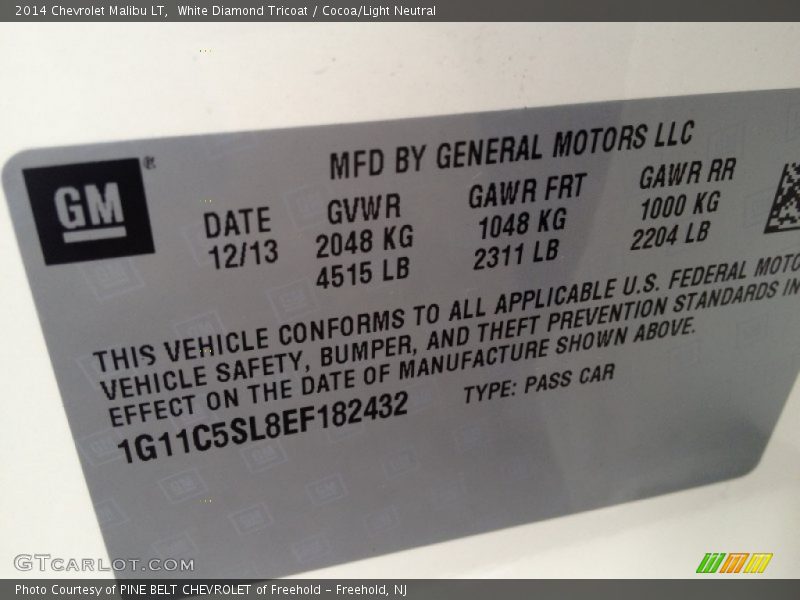 2014 Chevrolet Malibu LT, White Diamond Tricoat / Cocoa/Light Neutral
GM®
MFD BY GENERAL MOTORS LLC
DATE GVWR GAWR FRT GAWR RR
12/13 2048 KG 1048 KG 1000 KG
4515 LB 2311 LB 2204 LB
THIS VEHICLE CONFORMS TO ALL APPLICABLE U.S. FEDERAL MOTO
VEHICLE SAFETY, BUMPER, AND THEFT PREVENTION STANDARDS IN
EFFECT ON THE DATE OF MANUFACTURE SHOWN ABOVE.
1G11C5SL8EF182432 TYPE: PASS CAR
GTCARLOT.COM
Photo Courtesy of PINE BELT CHEVROLET of Freehold - Freehold, NJ